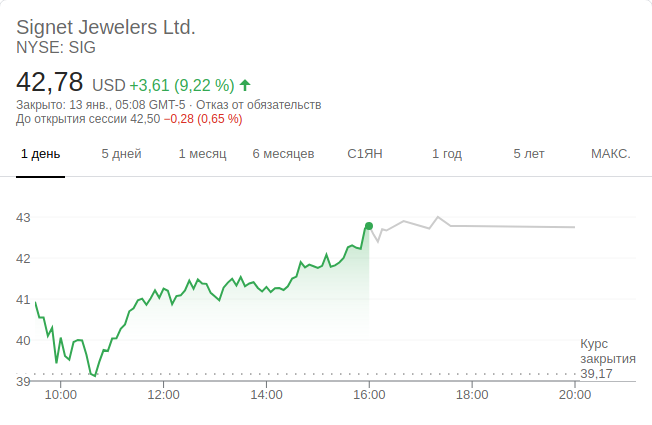 Signet Jewelers Ltd.
NYSE: SIG
42,78 USD +3,61 (9,22 %)
Закрыто: 13 янв., 05:08 GMT-5 · Отказ от обязательств
До открытия сессии 42,50 −0,28 (0,65 %)
1 день 5 дней 1 месяц 6 месяцев С1ЯН 1 год 5 лет МАКС.
43
42
41
40
Курс
закрытия
39,17
39
10:00 12:00 14:00 16:00 18:00 20:00